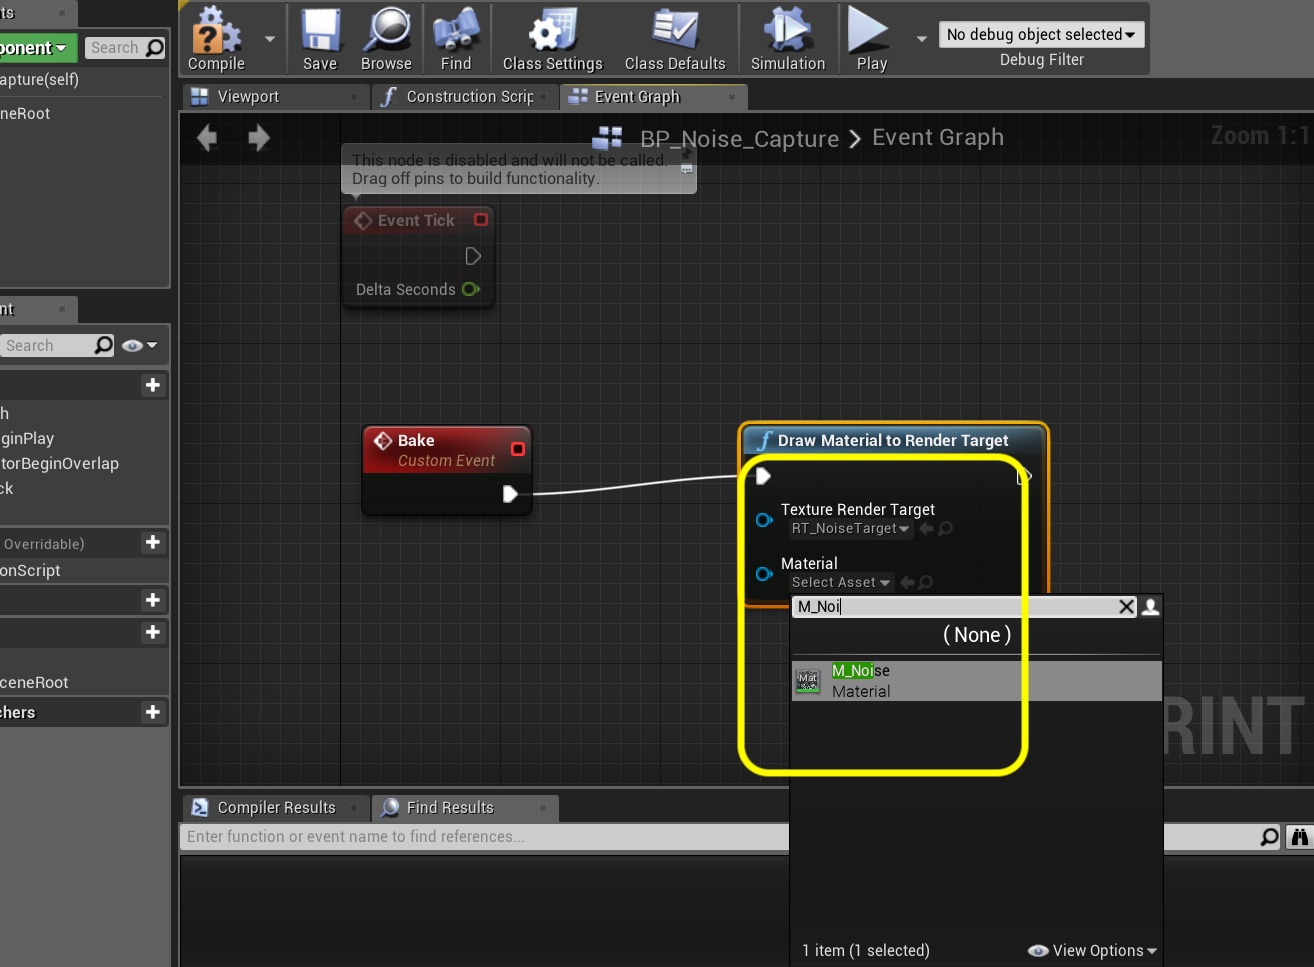 ts
ponent
Search
apture(self)
neRoot
nt
Search
h
ginPlay
torBeginOverlap
ck
Overridable)
onScript
ceneRoot
chers
Compile
Save
Browse
Find
Class Settings
Class Defaults
Simulation
Play
No debug object selected
Debug Filter
Viewport
Construction Scrip
Event Graph
BP_Noise_Capture > Event Graph
Zoom 1:1
This node is disabled and will not be called.
Drag off pins to build functionality.
Event Tick
Delta Seconds
Bake
Custom Event
Draw Material to Render Target
Texture Render Target
RT_NoiseTarget
Material
Select Asset
M_Noi
( None )
Mat
M_Noise
Material
RINT
1 item (1 selected)
View Options
Compiler Results
Find Results
Enter function or event name to find references...